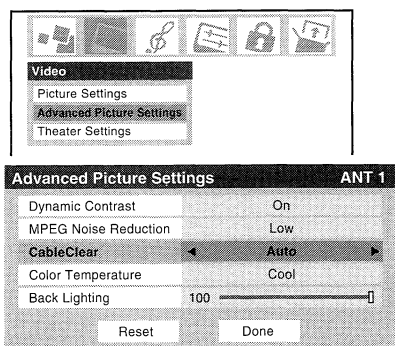 Video
Picture Settings
Advanced Picture Settings
Theater Settings
Advanced Picture Settings ANT 1
Dynamic Contrast On
MPEG Noise Reduction Low
CableClear Auto
Color Temperature Cool
Back Lighting 100
Reset Done